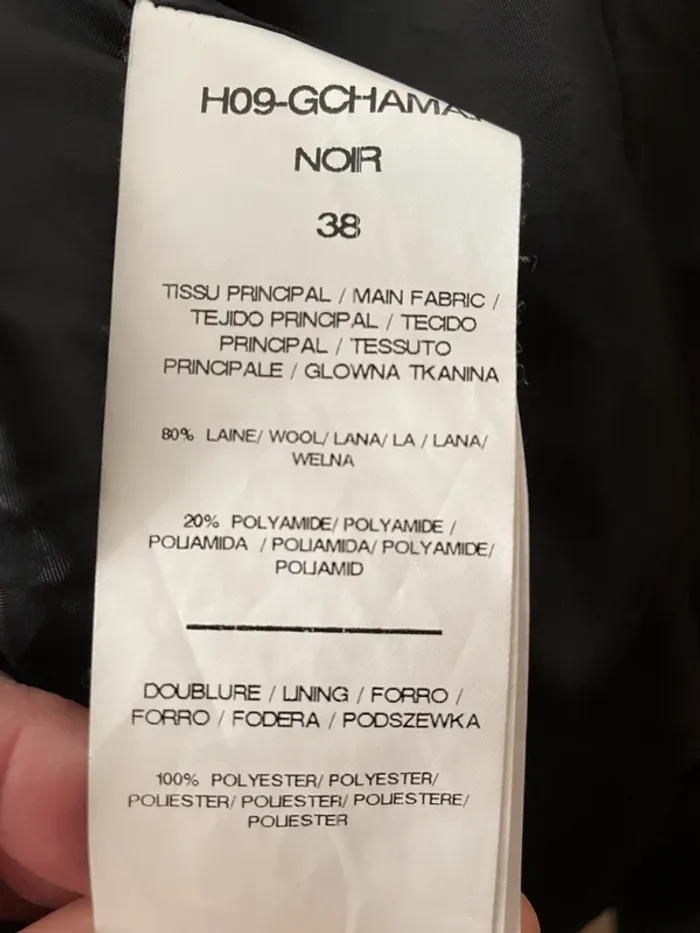 H09-GCHAMA
NOIR
38
TISSU PRINCIPAL / MAIN FABRIC /
TEJIDO PRINCIPAL / TECIDO
PRINCIPAL / TESSUTO
PRINCIPALE / GLOWNA TKANINA
80% LAINE/ WOOL/ LANA/ LA / LANA/
WELNA
20% POLYAMIDE/ POLYAMIDE /
POLIAMIDA / POLIAMIDA/ POLYAMIDE/
POLIAMID
DOUBLURE / LINING / FORRO /
FORRO / FODERA / PODSZEWKA
100% POLYESTER/ POLYESTER/
POLIESTER/ POLIESTER/ POLIESTERE/
POLIESTER